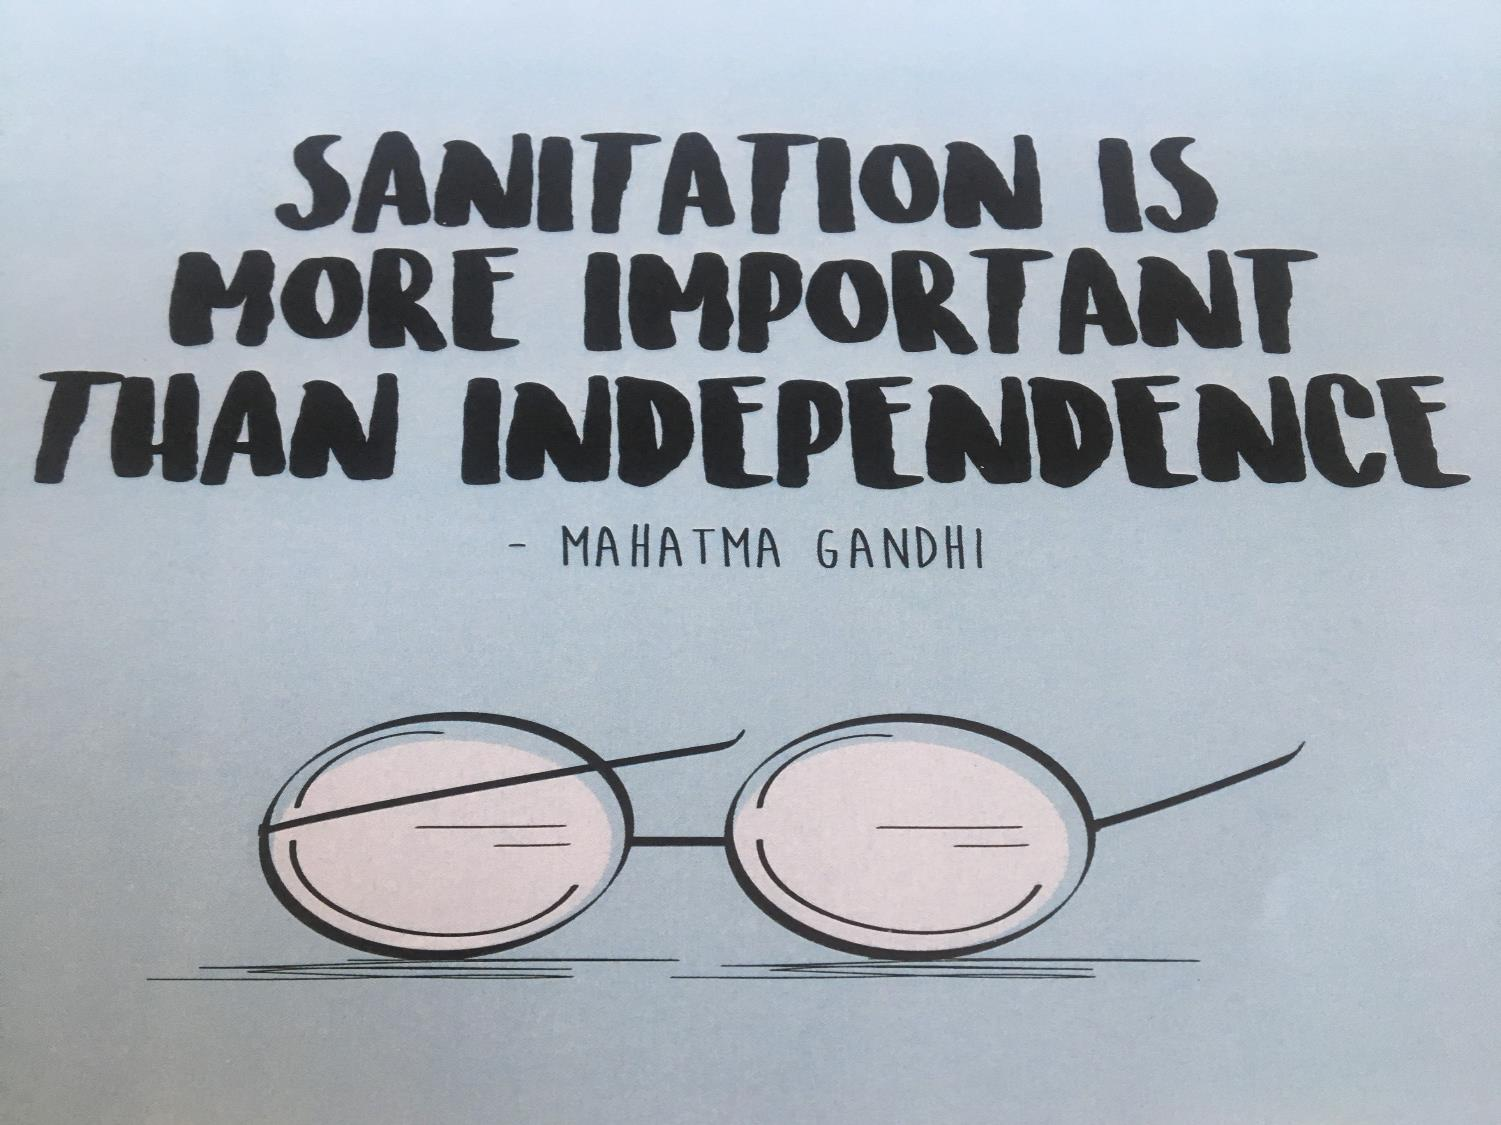 SANITATION IS
MORE IMPORTANT
THAN INDEPENDENCE
- MAHATMA GANDHI